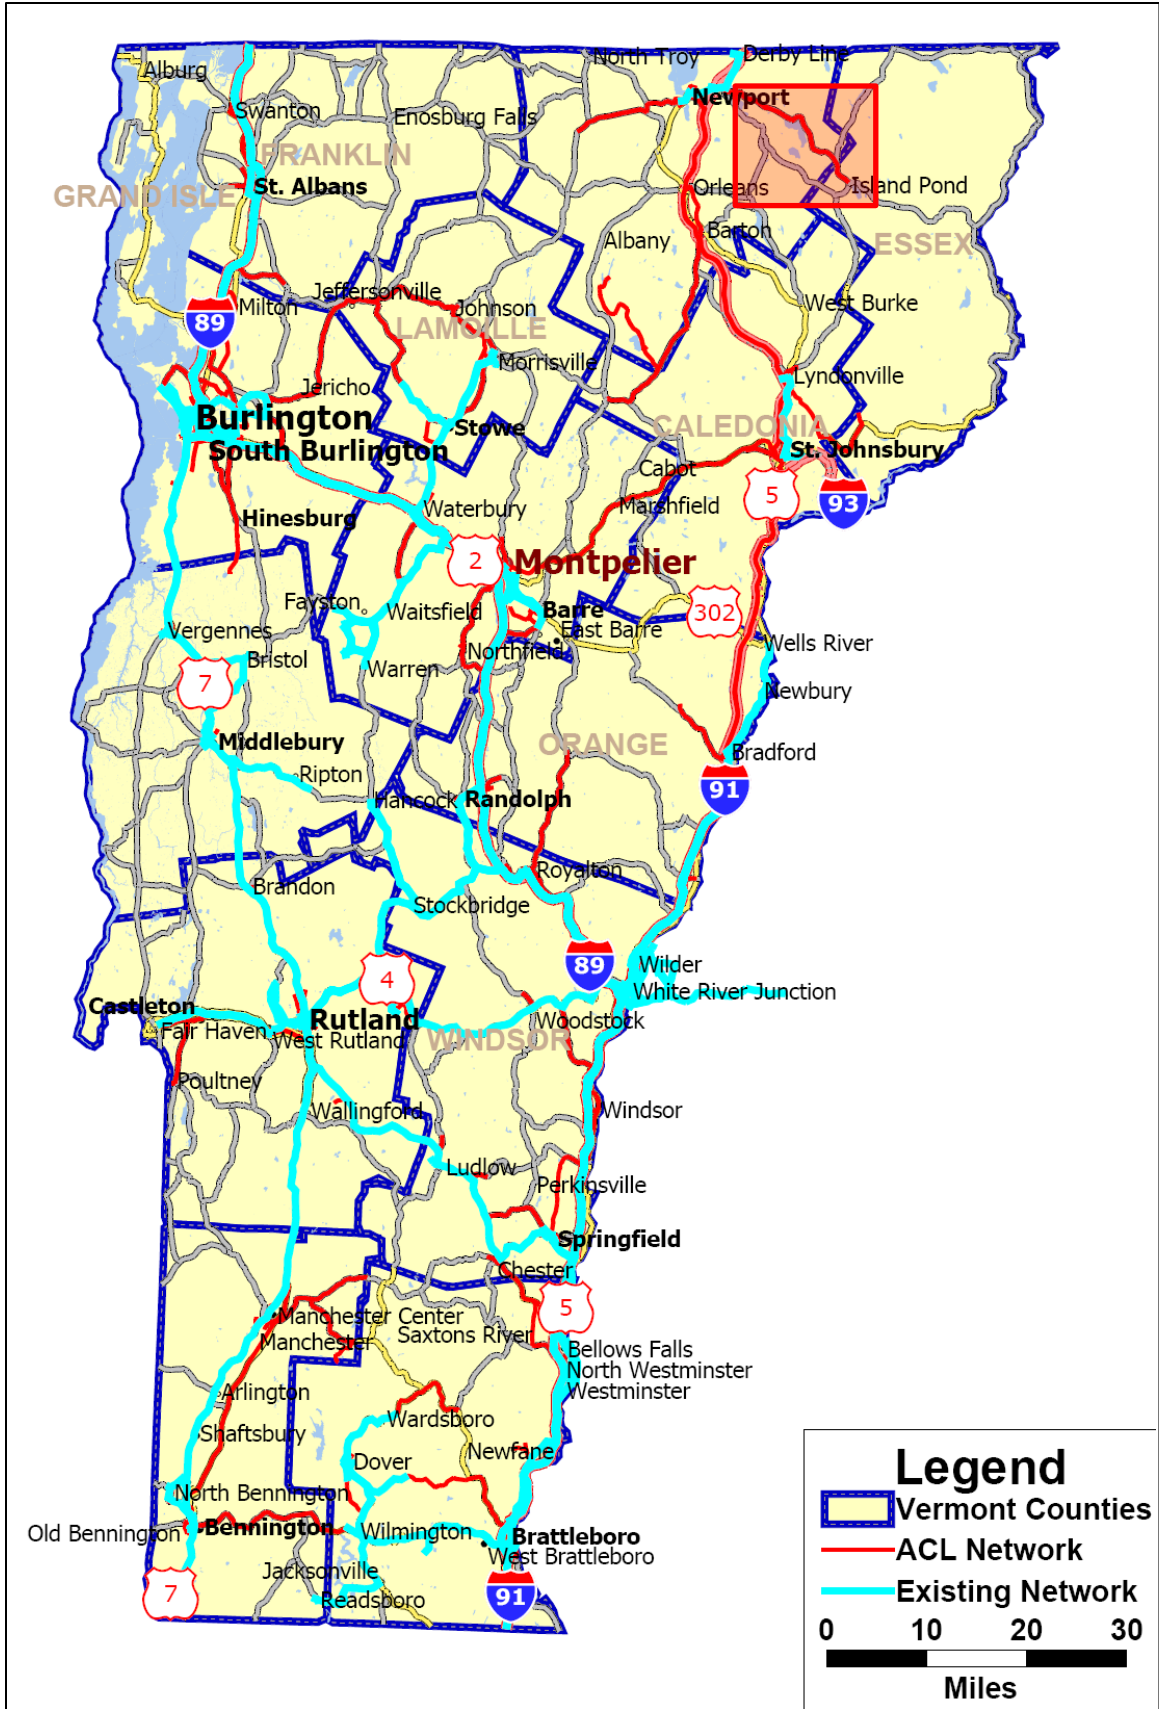 North Troy
Derby Line
Alburg
Newport
Swanton
Enosburg Falls
FRANKLIN
GRAND ISLE
St. Albans
Orleans
Island Pond
Barton
Albany
ESSEX
Jeffersonville
Johnson
West Burke
Milton
89
LAMOILLE
Morrisville
Jericho
Lyndonville
Burlington
Stowe
CALEDONIA
South Burlington
St. Johnsbury
Cabot
5
93
Waterbury
Marshfield
Hinesburg
2
Montpelier
Fayston
Waitsfield
Barre
302
East Barre
Vergennes
Wells River
Bristol
Northfield
Warren
7
Newbury
Middlebury
ORANGE
Bradford
Ripton
91
Hancock
Randolph
Royalton
Brandon
Stockbridge
89
Wilder
4
White River Junction
Castleton
Rutland
Woodstock
Fair Haven
West Rutland
WINDSOR
Poultney
Wallingford
Windsor
Ludlow
Perkinsville
Springfield
Chester
5
Manchester Center
Saxtons River
Manchester
Bellows Falls
North Westminster
Westminster
Arlington
Wardsboro
Shaftsbury
Newfane
Dover
North Bennington
Old Bennington
Bennington
Wilmington
Brattleboro
West Brattleboro
Jacksonville
7
Readsboro
91
Legend
Vermont Counties
ACL Network
Existing Network
0 10 20 30
Miles